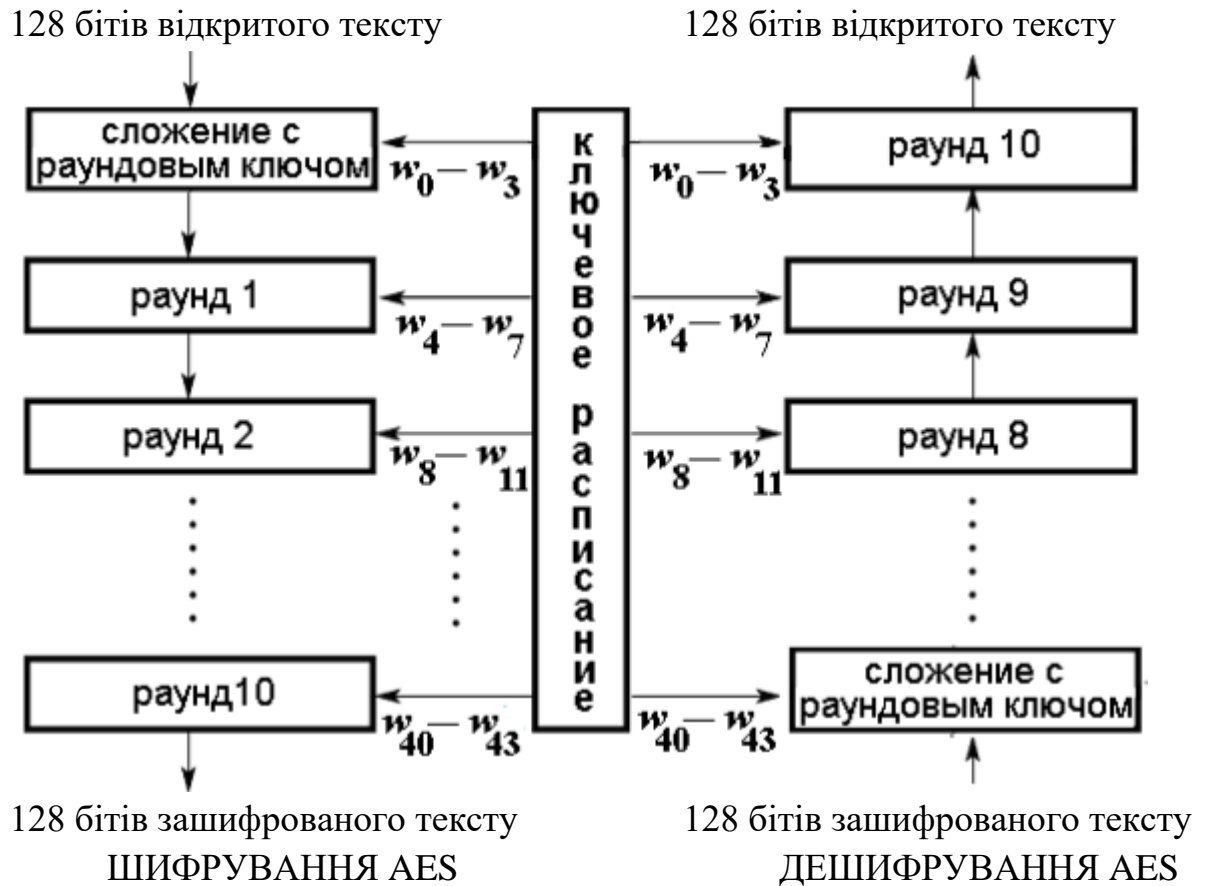 128 бітів відкритого тексту
128 бітів відкритого тексту
сложение с
раундовым ключом
w0 — w3
ключевое расписание
w0 — w3
раунд 10
раунд 1
w4 — w7
w4 — w7
раунд 9
раунд 2
w8 — w11
w8 — w11
раунд 8
раунд10
w40 — w43
w40 — w43
сложение с
раундовым ключом
128 бітів зашифрованого тексту
128 бітів зашифрованого тексту
ШИФРУВАННЯ AES
ДЕШИФРУВАННЯ AES